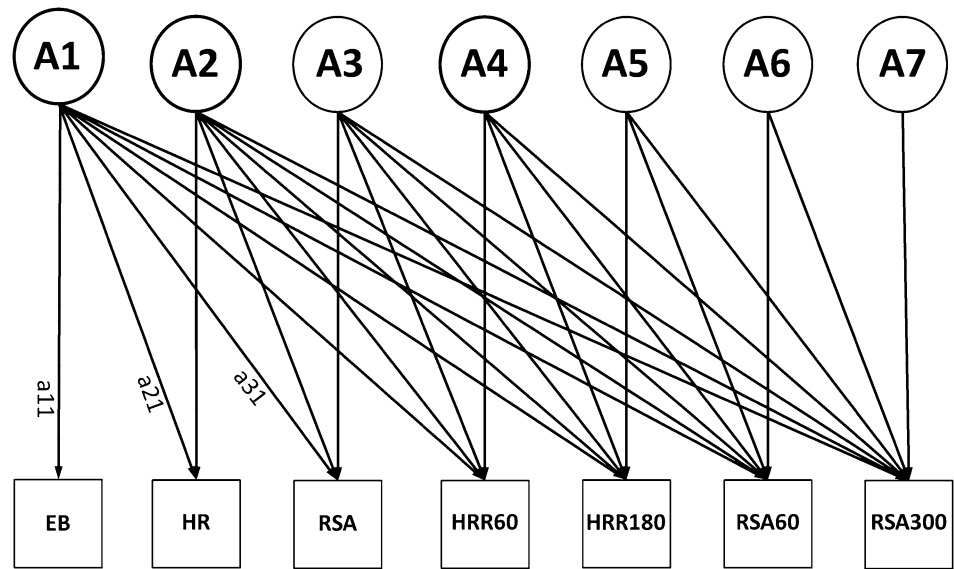 A1 A2 A3 A4 A5 A6 A7
a11 a21 a31
EB HR RSA HRR60 HRR180 RSA60 RSA300